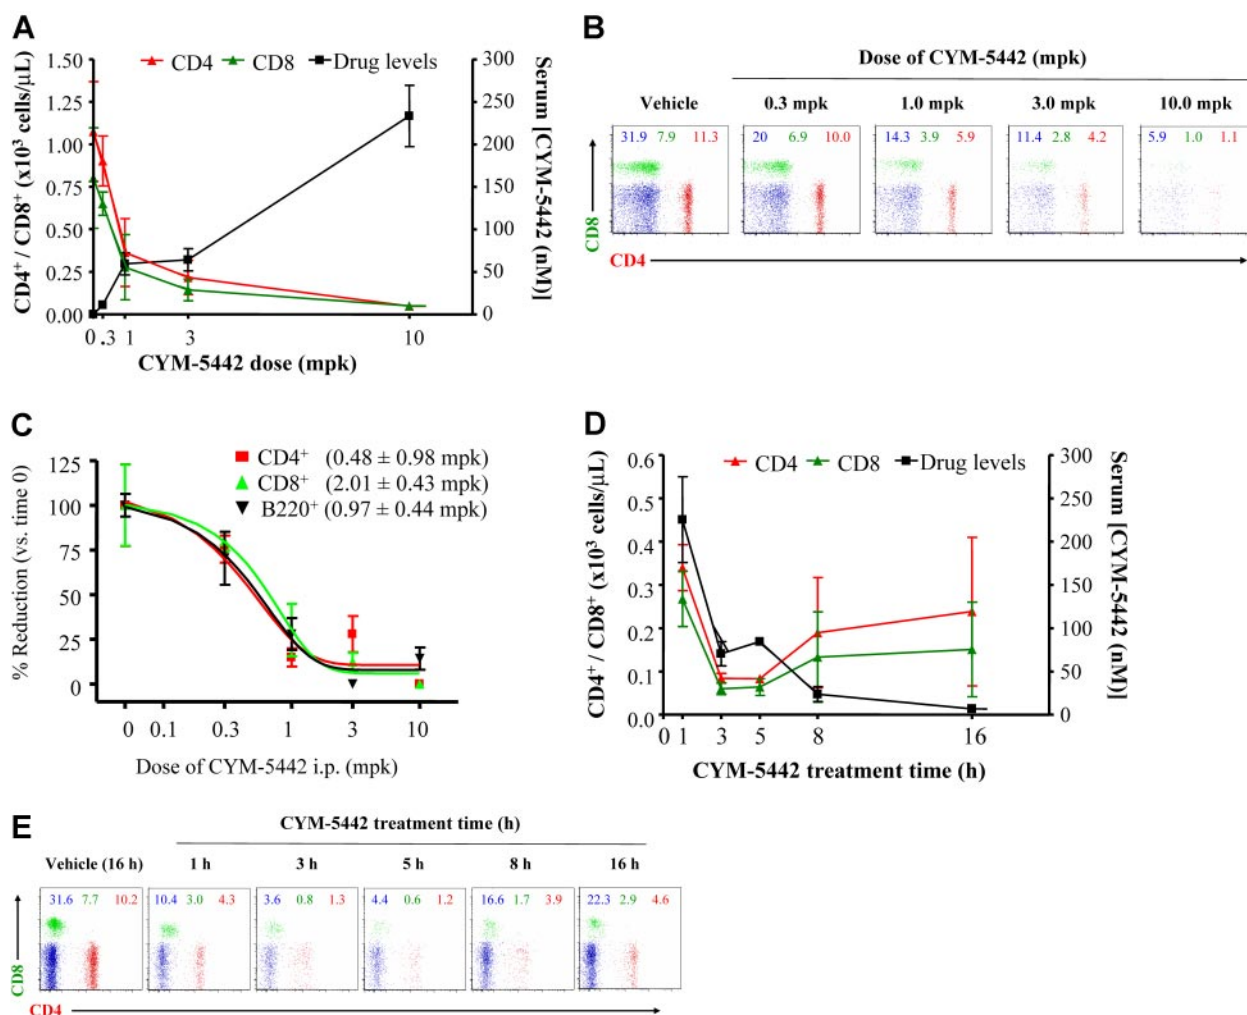 A
CD4 CD8 Drug levels
CD4⁺ / CD8⁺ (x10³ cells/µL)
1.50
1.25
1.00
0.75
0.50
0.25
0.00
Serum [CYM-5442 (nM)]
300
250
200
150
100
50
0
0.3 1 3 10
CYM-5442 dose (mpk)
B
Dose of CYM-5442 (mpk)
Vehicle 0.3 mpk 1.0 mpk 3.0 mpk 10.0 mpk
31.9 7.9 11.3 20 6.9 10.0 14.3 3.9 5.9 11.4 2.8 4.2 5.9 1.0 1.1
CD8
CD4
C
CD4⁺ (0.48 ± 0.98 mpk)
CD8⁺ (2.01 ± 0.43 mpk)
B220⁺ (0.97 ± 0.44 mpk)
% Reduction (vs. time 0)
125
100
75
50
25
0
0 0.1 0.3 1 3 10
Dose of CYM-5442 i.p. (mpk)
D
CD4 CD8 Drug levels
CD4⁺ / CD8⁺ (x10³ cells/µL)
0.6
0.5
0.4
0.3
0.2
0.1
0.0
Serum [CYM-5442 (nM)]
300
250
200
150
100
50
0
0 1 3 5 8 16
CYM-5442 treatment time (h)
E
CYM-5442 treatment time (h)
Vehicle (16 h) 1 h 3 h 5 h 8 h 16 h
31.6 7.7 10.2 10.4 3.0 4.3 3.6 0.8 1.3 4.4 0.6 1.2 16.6 1.7 3.9 22.3 2.9 4.6
CD8
CD4